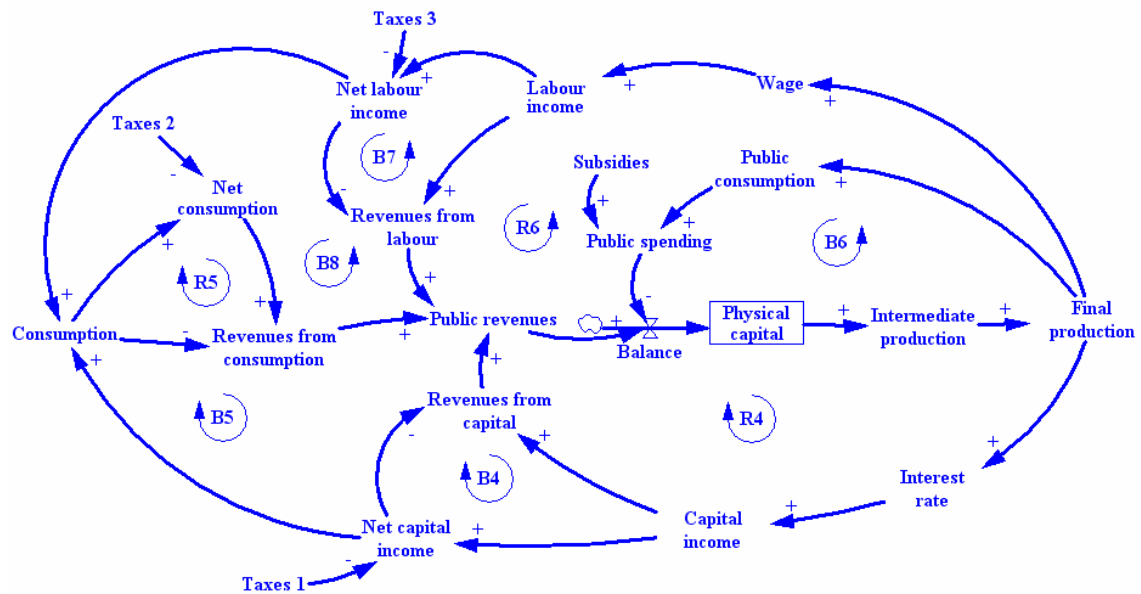 Taxes 3
Net labour
income
Labour
income
Wage
Taxes 2
B7
Subsidies
Public
consumption
Net
consumption
Revenues from
labour
R6
Public spending
B6
B8
R5
Consumption
Revenues from
consumption
Public revenues
Balance
Physical
capital
Intermediate
production
Final
production
B5
Revenues from
capital
R4
B4
Interest
rate
Net capital
income
Capital
income
Taxes 1
- + + + - + + + + + - + + + + - + - + + + + + + + - + + + + + -